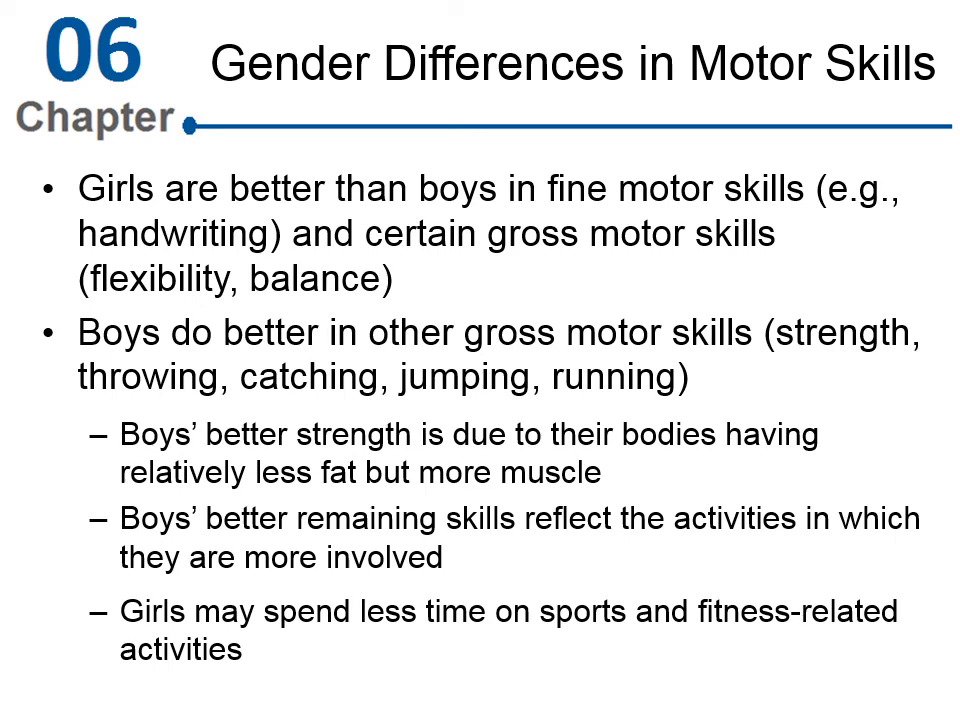 06
Chapter
Gender Differences in Motor Skills
• Girls are better than boys in fine motor skills (e.g.,
handwriting) and certain gross motor skills
(flexibility, balance)
• Boys do better in other gross motor skills (strength,
throwing, catching, jumping, running)
– Boys’ better strength is due to their bodies having
relatively less fat but more muscle
– Boys’ better remaining skills reflect the activities in which
they are more involved
– Girls may spend less time on sports and fitness-related
activities